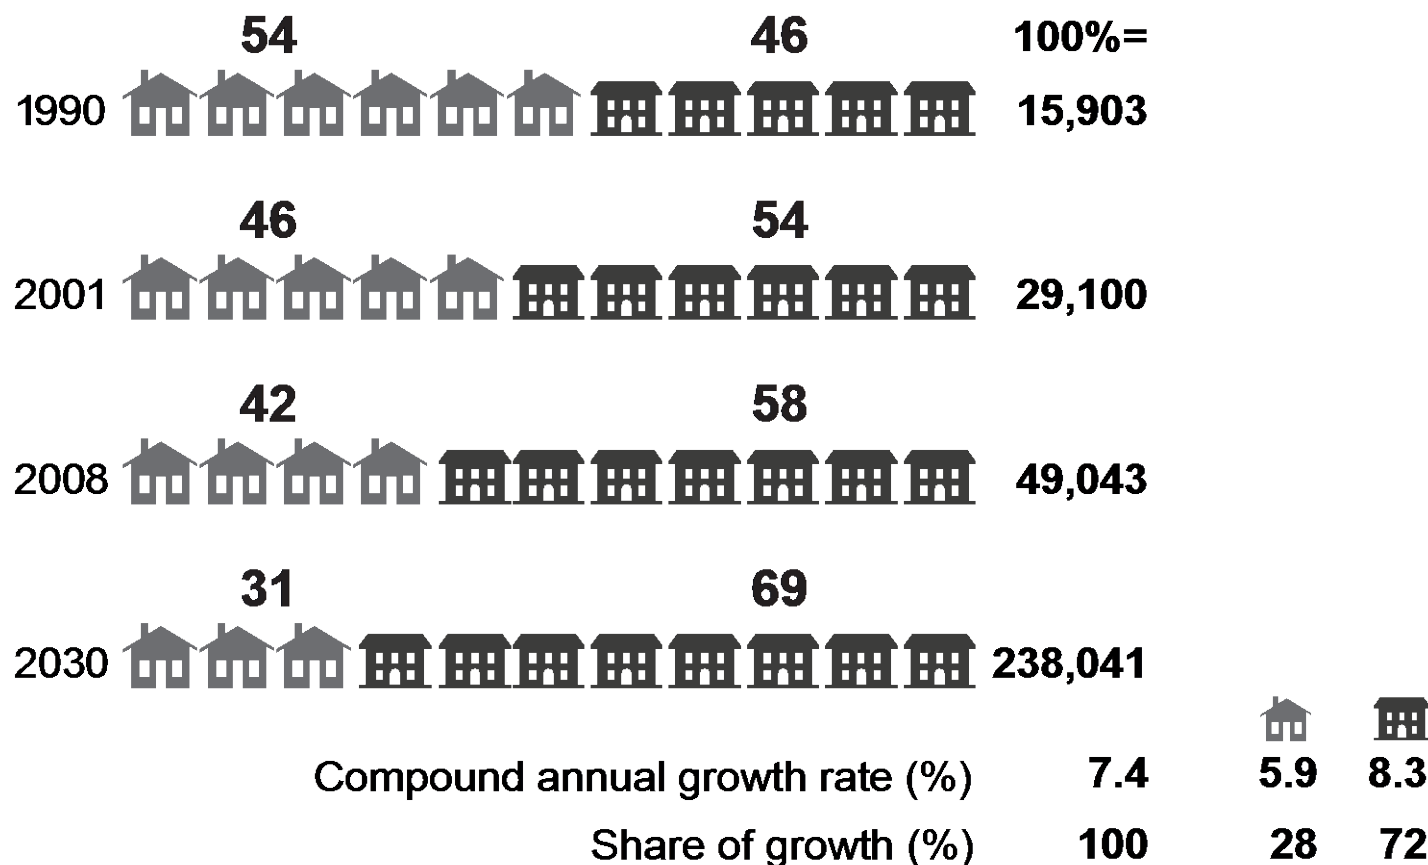 54 46 100%=
1990 15,903
46 54
2001 29,100
42 58
2008 49,043
31 69
2030 238,041
Compound annual growth rate (%) 7.4 5.9 8.3
Share of growth (%) 100 28 72